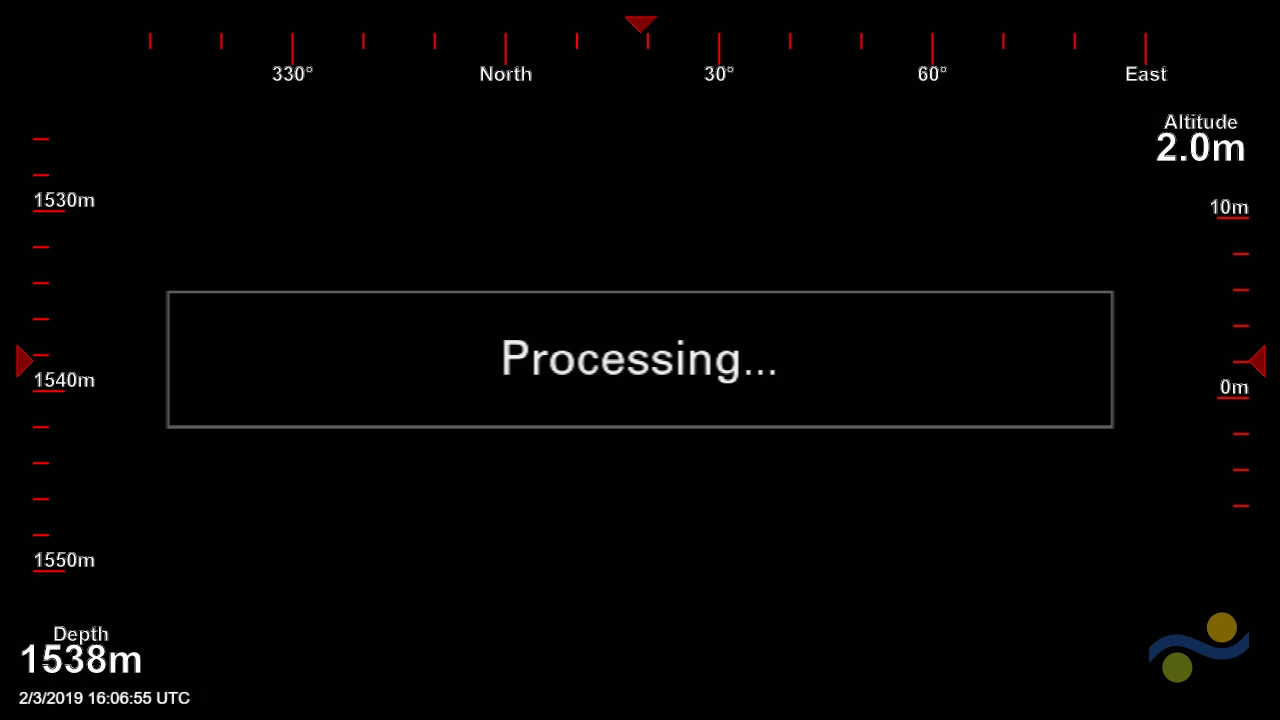 330° North 30° 60° East
Altitude
2.0m
1530m
10m
Processing...
1540m
0m
1550m
Depth
1538m
2/3/2019 16:06:55 UTC